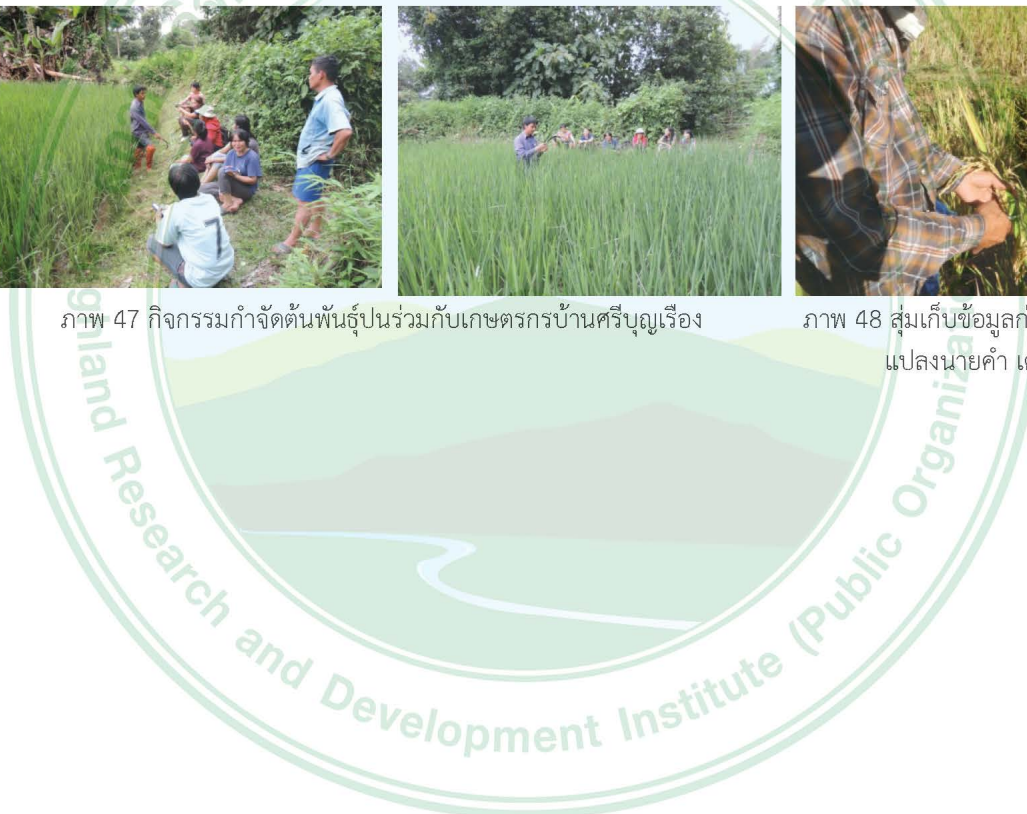 ภาพ 47 กิจกรรมกำจัดต้นพันธุ์ปนร่วมกับเกษตรกรบ้านศรีบุญเรือง
ภาพ 48 สุ่มเก็บข้อมูล
แปลงนายคำ
Research and Development Institute (Public
7